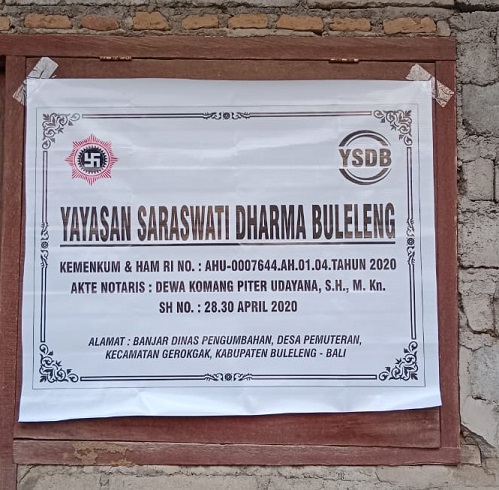 YSDB
YAYASAN SARASWATI DHARMA BULELENG
KEMENKUM & HAM RI NO. : AHU-0007644.AH.01.04.TAHUN 2020
AKTE NOTARIS : DEWA KOMANG PITER UDAYANA, S.H., M. Kn.
SH NO. : 28.30 APRIL 2020
ALAMAT : BANJAR DINAS PENGUMBAHAN, DESA PEMUTERAN,
KECAMATAN GEROKGAK, KABUPATEN BULELENG - BALI